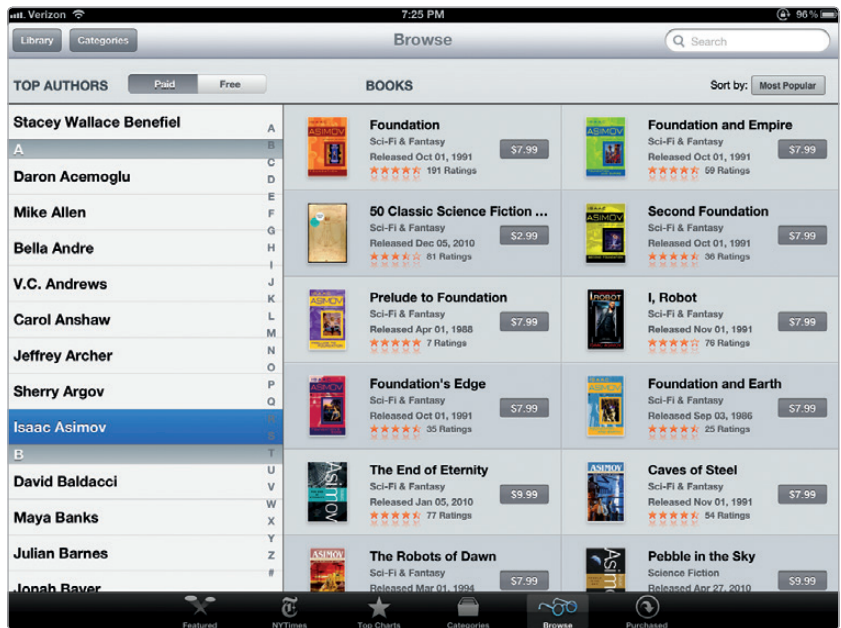 Verizon 7:25 PM 96%
Library Categories Browse Search
TOP AUTHORS Paid Free BOOKS Sort by: Most Popular
Stacey Wallace Benefiel
A
Daron Acemoglu
Mike Allen
Bella Andre
V.C. Andrews
Carol Anshaw
Jeffrey Archer
Sherry Argov
Isaac Asimov
B
David Baldacci
Maya Banks
Julian Barnes
Jonah Bayer
A
B
C
D
E
F
G
H
I
J
K
L
M
N
O
P
Q
R
S
T
U
V
W
X
Y
Z
#
ASIMOV
Foundation
Sci-Fi & Fantasy
Released Oct 01, 1991
191 Ratings
$7.99
ASIMOV
Foundation and Empire
Sci-Fi & Fantasy
Released Oct 01, 1991
59 Ratings
$7.99
50 Classic Science Fiction ...
Sci-Fi & Fantasy
Released Dec 05, 2010
81 Ratings
$2.99
ASIMOV
Second Foundation
Sci-Fi & Fantasy
Released Oct 01, 1991
36 Ratings
$7.99
ASIMOV
Prelude to Foundation
Sci-Fi & Fantasy
Released Apr 01, 1988
7 Ratings
$7.99
I, ROBOT
I, Robot
Sci-Fi & Fantasy
Released Nov 01, 1991
76 Ratings
$7.99
ASIMOV
Foundation's Edge
Sci-Fi & Fantasy
Released Oct 01, 1991
35 Ratings
$7.99
ASIMOV
Foundation and Earth
Sci-Fi & Fantasy
Released Sep 03, 1986
25 Ratings
$7.99
Asimov
The End of Eternity
Sci-Fi & Fantasy
Released Jan 05, 2010
77 Ratings
$9.99
ASIMOV
Caves of Steel
Sci-Fi & Fantasy
Released Nov 01, 1991
54 Ratings
$7.99
ASIMOV
The Robots of Dawn
Sci-Fi & Fantasy
Released Mar 01, 1994
$7.99
Asimov
Pebble in the Sky
Science Fiction
Released Apr 27, 2010
$9.99
Featured NYTimes Top Charts Categories Browse Purchased